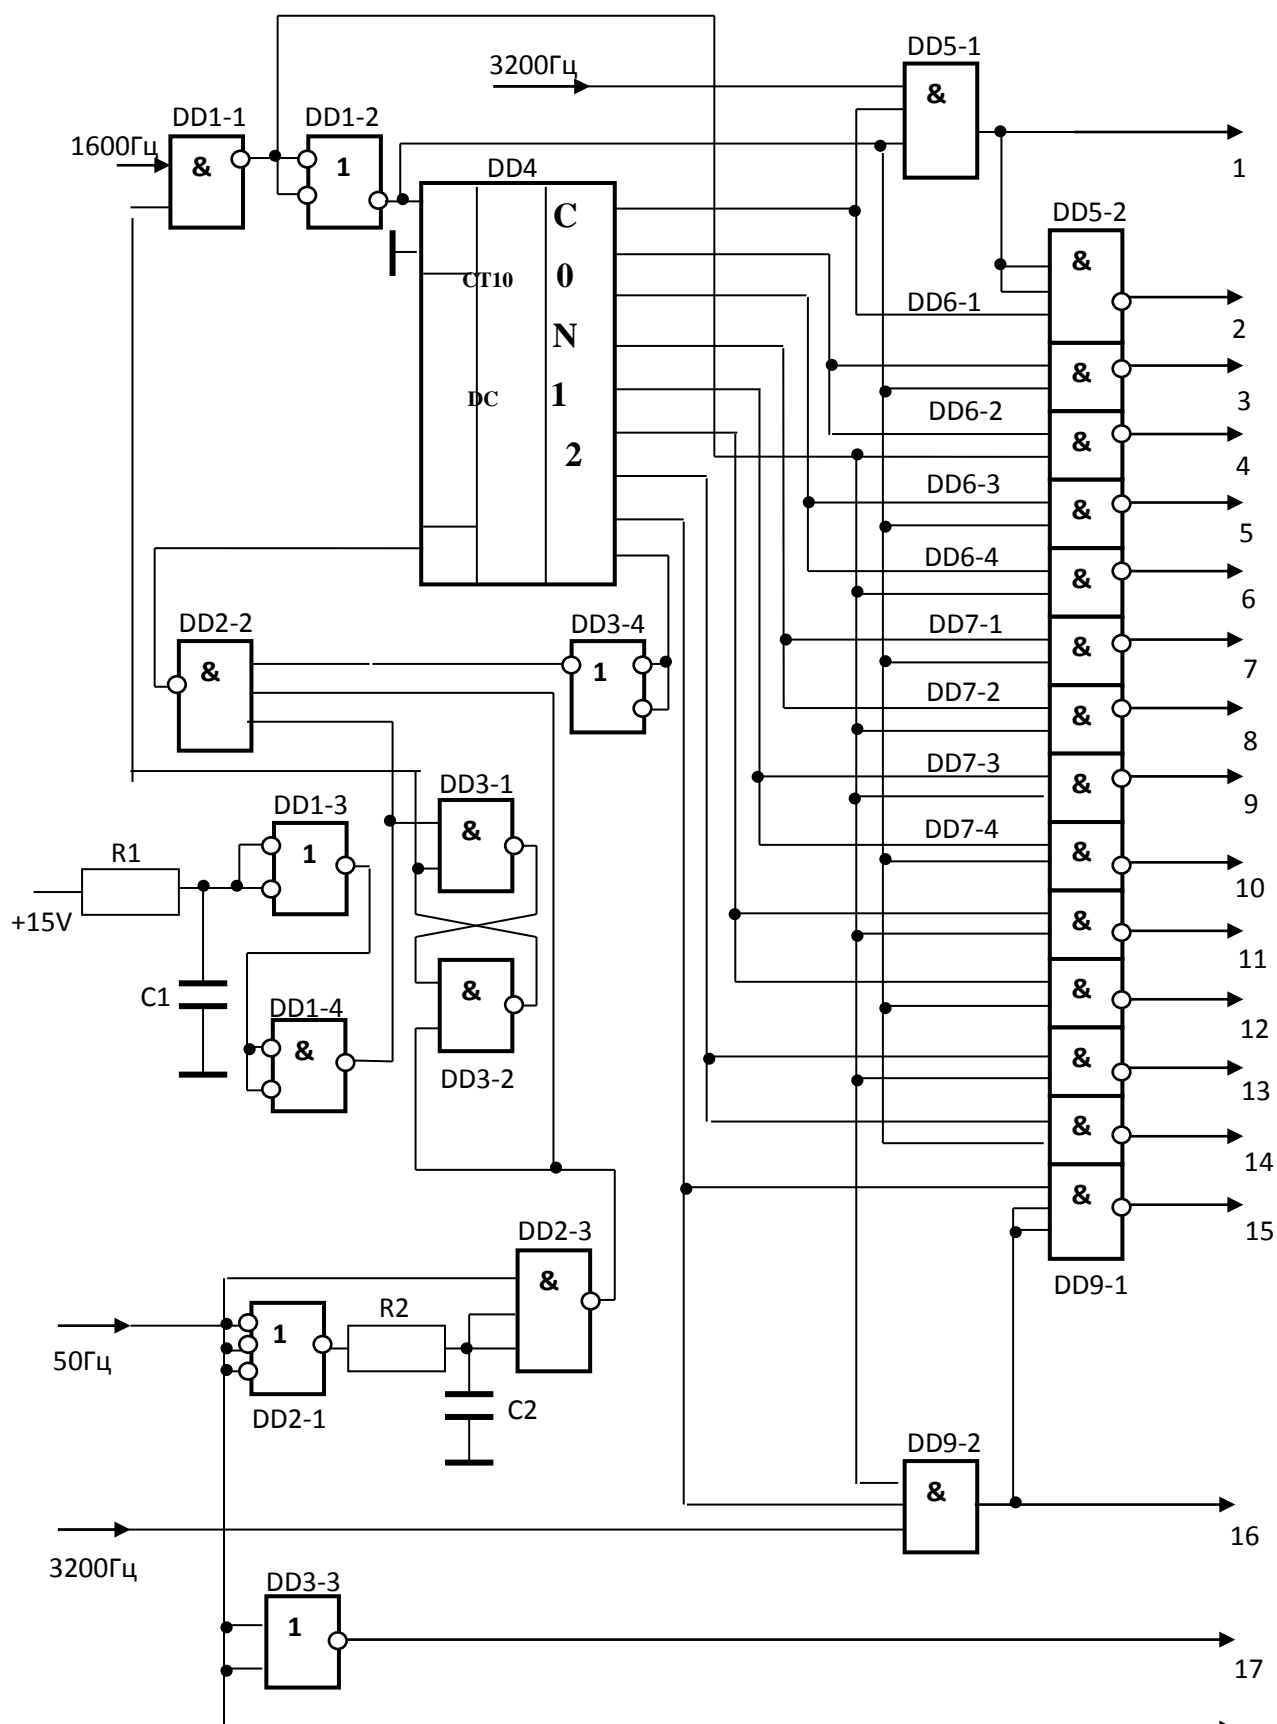 DD5-1
3200Гц
&
DD1-1
DD1-2
1600Гц
&
1
DD4
1
C
DD5-2
&
CT10
0
DD6-1
2
N
&
3
DC
1
DD6-2
&
4
2
DD6-3
&
5
DD6-4
&
6
DD2-2
DD3-4
DD7-1
&
1
&
7
DD7-2
&
8
DD7-3
&
9
DD3-1
DD1-3
&
1
DD7-4
&
10
R1
+15V
&
11
C1
DD1-4
&
&
&
12
DD3-2
&
13
&
14
&
15
DD2-3
&
DD9-1
R2
1
50Гц
C2
DD2-1
DD9-2
&
16
3200Гц
DD3-3
1
17